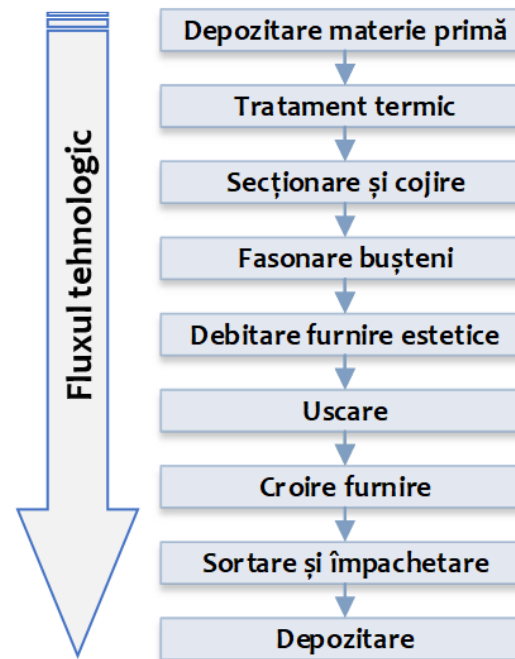 Fluxul tehnologic
Depozitare materie primă
Tratament termic
Secționare și cojire
Fasonare bușteni
Debitare furnire estetice
Uscare
Croire furnire
Sortare și împachetare
Depozitare